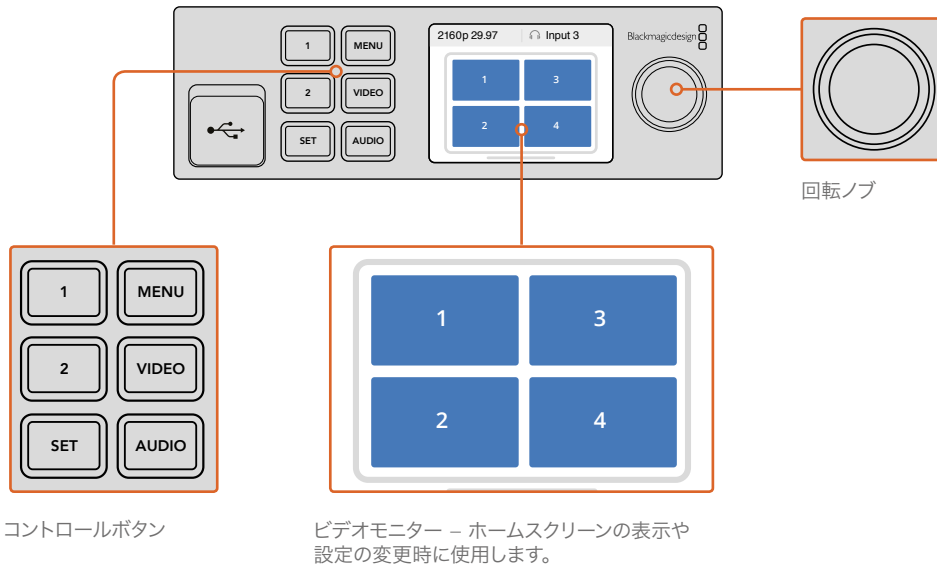 1
MENU
2
VIDEO
SET
AUDIO
2160p 29.97
Input 3
1
3
2
4
Blackmagicdesign
回転ノブ
1
MENU
2
VIDEO
SET
AUDIO
コントロールボタン
1
3
2
4
ビデオモニター – ホームスクリーンの表示や
設定の変更時に使用します。